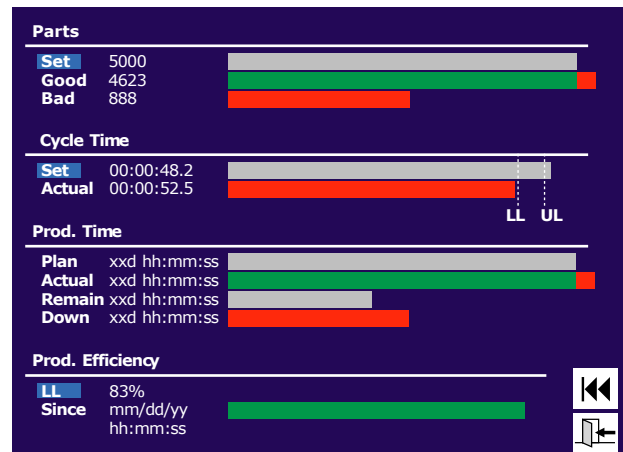 Parts
Set 5000
Good 4623
Bad 888
Cycle Time
Set 00:00:48.2
Actual 00:00:52.5
LL UL
Prod. Time
Plan xxd hh:mm:ss
Actual xxd hh:mm:ss
Remain xxd hh:mm:ss
Down xxd hh:mm:ss
Prod. Efficiency
LL 83%
Since mm/dd/yy
hh:mm:ss